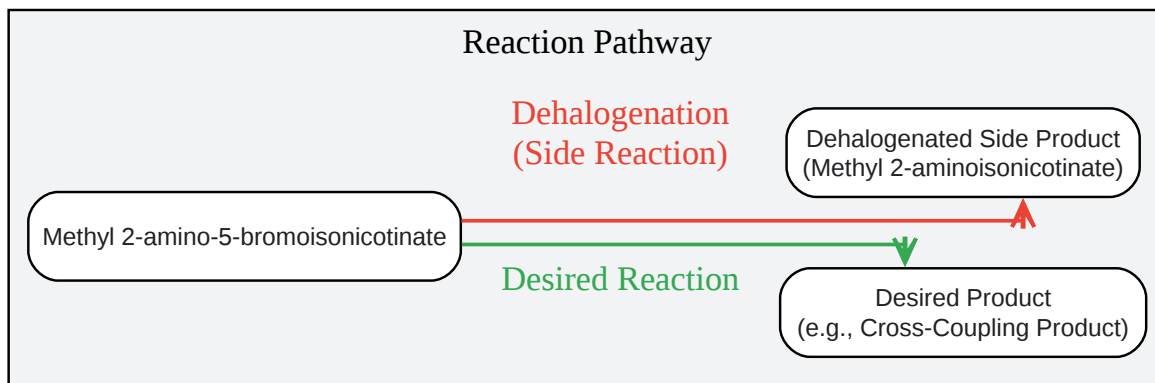 Reaction Pathway
Dehalogenation
(Side Reaction)
Dehalogenated Side Product
(Methyl 2-aminoisonicotinate)
Methyl 2-amino-5-bromoisonicotinate
Desired Reaction
Desired Product
(e.g., Cross-Coupling Product)